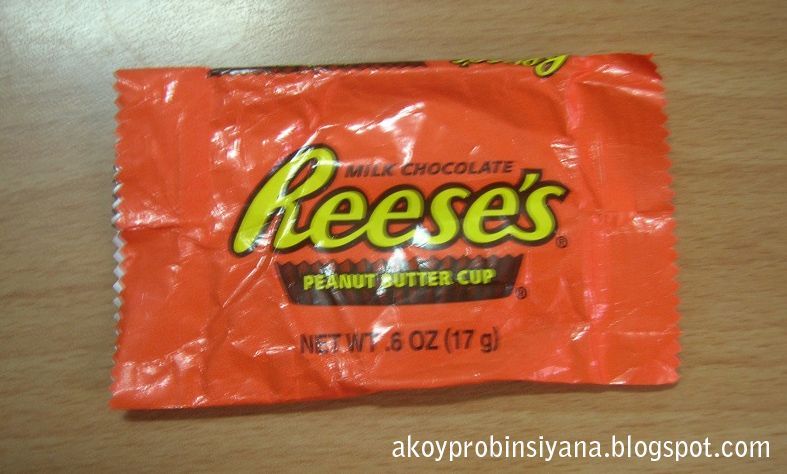 MILK CHOCOLATE
Reese's®
PEANUT BUTTER CUP®
NET WT .6 OZ (17 g)
akoyprobinsiyana.blogspot.com